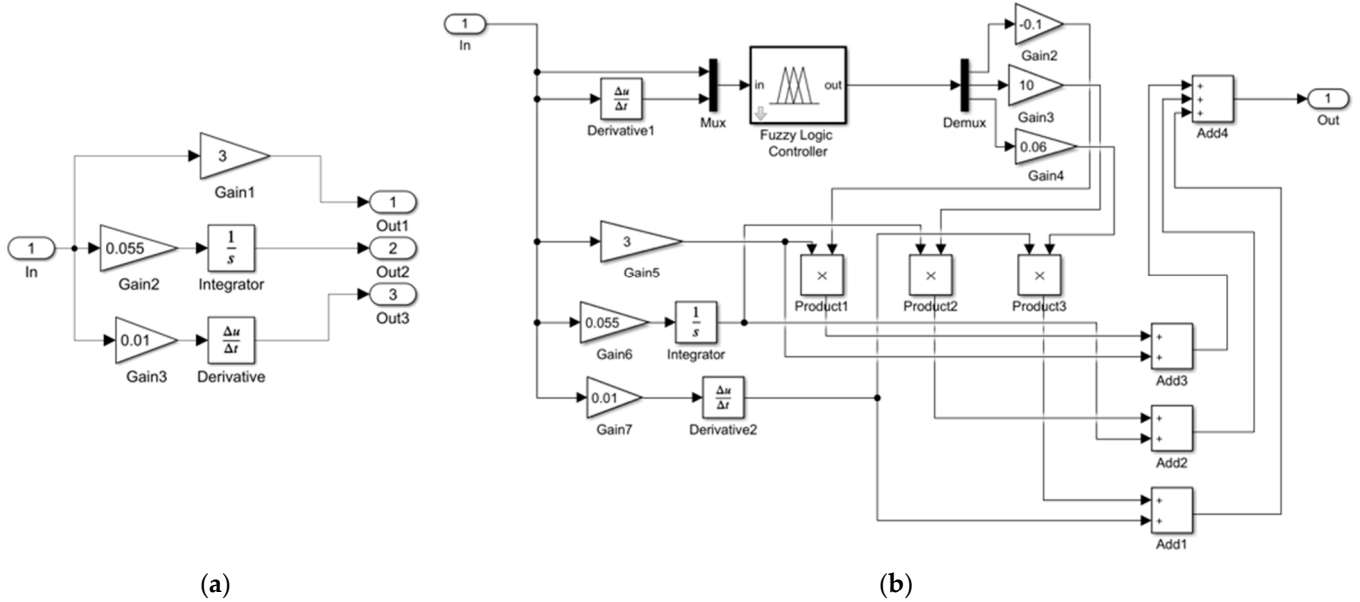 1
In
3
Gain1
0.055
Gain2
1
s
Integrator
0.01
Gain3
Δu
Δt
Derivative
1
Out1
2
Out2
3
Out3
(a)
1
In
Δu
Δt
Derivative1
Mux
in
out
Fuzzy Logic
Controller
Demux
-0.1
Gain2
10
Gain3
0.06
Gain4
3
Gain5
0.055
Gain6
1
s
Integrator
0.01
Gain7
Δu
Δt
Derivative2
×
Product1
×
Product2
×
Product3
+
+
Add3
+
+
Add2
+
+
Add1
+
+
+
Add4
1
Out
(b)